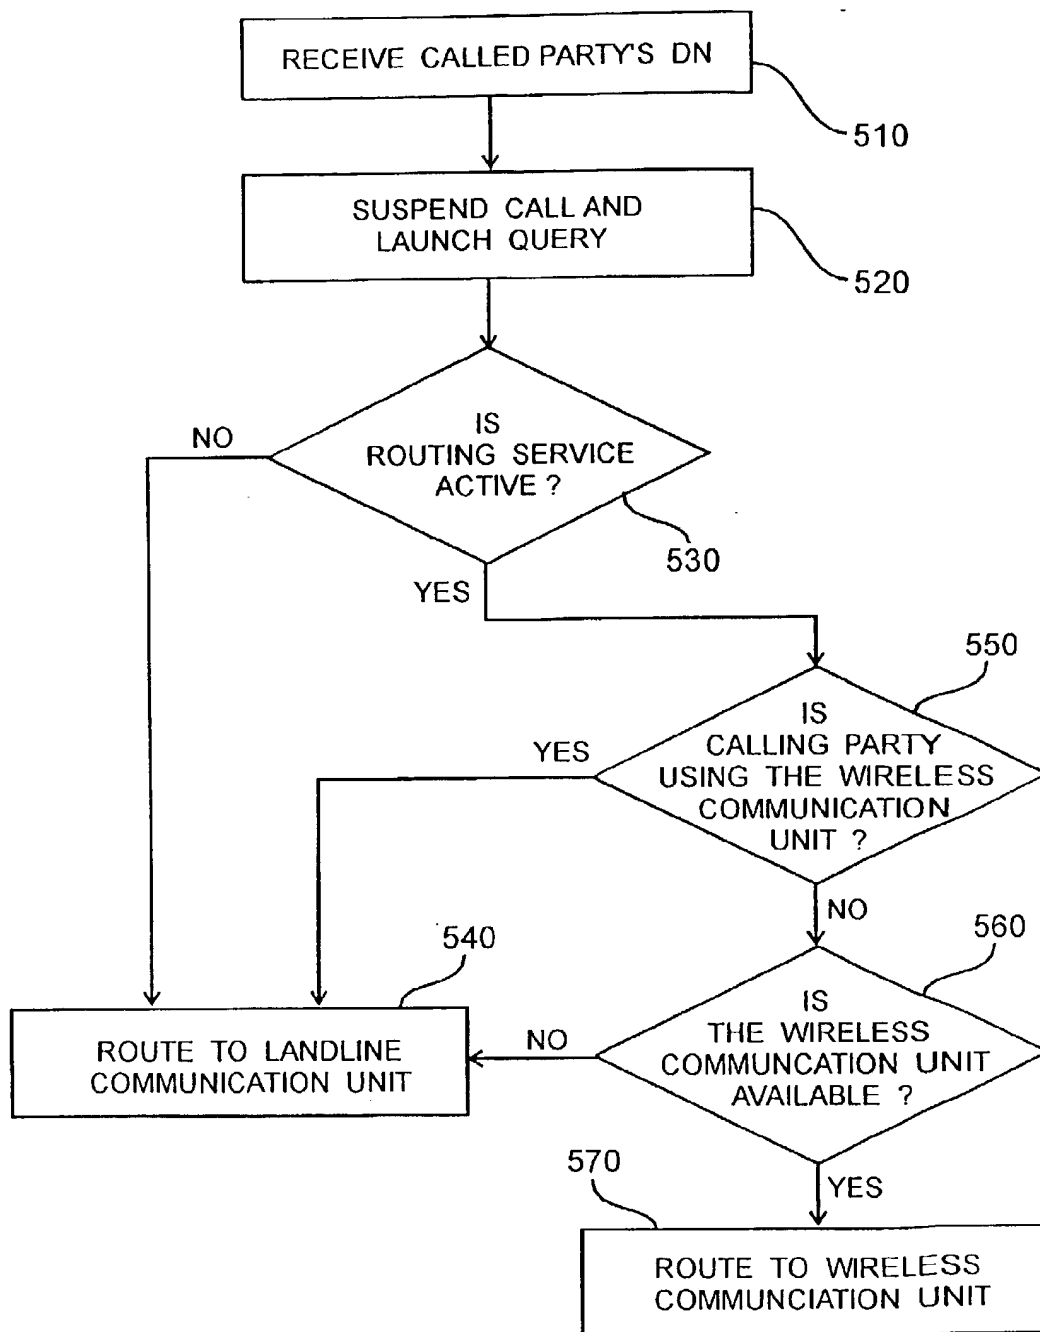 RECEIVE CALLED PARTY'S DN
510
SUSPEND CALL AND
LAUNCH QUERY
520
IS
ROUTING SERVICE
ACTIVE ?
NO
530
YES
550
IS
CALLING PARTY
USING THE WIRELESS
COMMUNICATION
UNIT ?
YES
NO
540
560
ROUTE TO LANDLINE
COMMUNICATION UNIT
NO
IS
THE WIRELESS
COMMUNCATION UNIT
AVAILABLE ?
570
YES
ROUTE TO WIRELESS
COMMUNCIATION UNIT